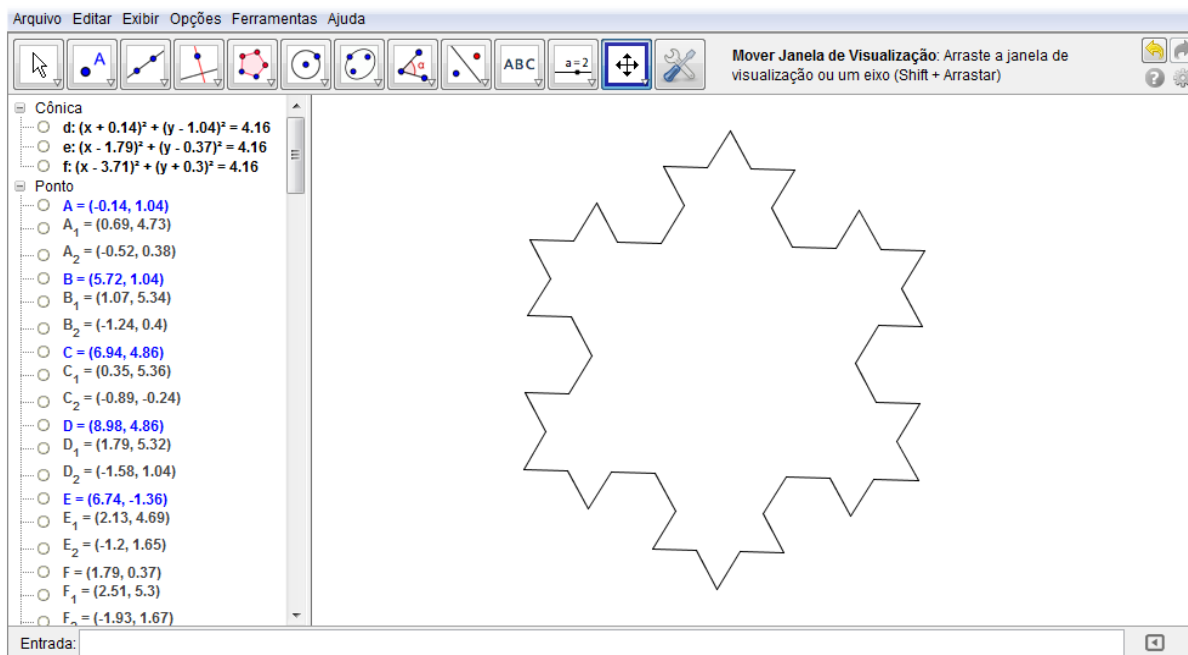 Arquivo Editar Exibir Opções Ferramentas Ajuda
A
α
ABC
a=2
Mover Janela de Visualização: Arraste a janela de
visualização ou um eixo (Shift + Arrastar)
?
Cônica
d: (x + 0.14)² + (y - 1.04)² = 4.16
e: (x - 1.79)² + (y - 0.37)² = 4.16
f: (x - 3.71)² + (y + 0.3)² = 4.16
Ponto
A = (-0.14, 1.04)
A₁ = (0.69, 4.73)
A₂ = (-0.52, 0.38)
B = (5.72, 1.04)
B₁ = (1.07, 5.34)
B₂ = (-1.24, 0.4)
C = (6.94, 4.86)
C₁ = (0.35, 5.36)
C₂ = (-0.89, -0.24)
D = (8.98, 4.86)
D₁ = (1.79, 5.32)
D₂ = (-1.58, 1.04)
E = (6.74, -1.36)
E₁ = (2.13, 4.69)
E₂ = (-1.2, 1.65)
F = (1.79, 0.37)
F₁ = (2.51, 5.3)
F₂ = (-1.93, 1.67)
Entrada: